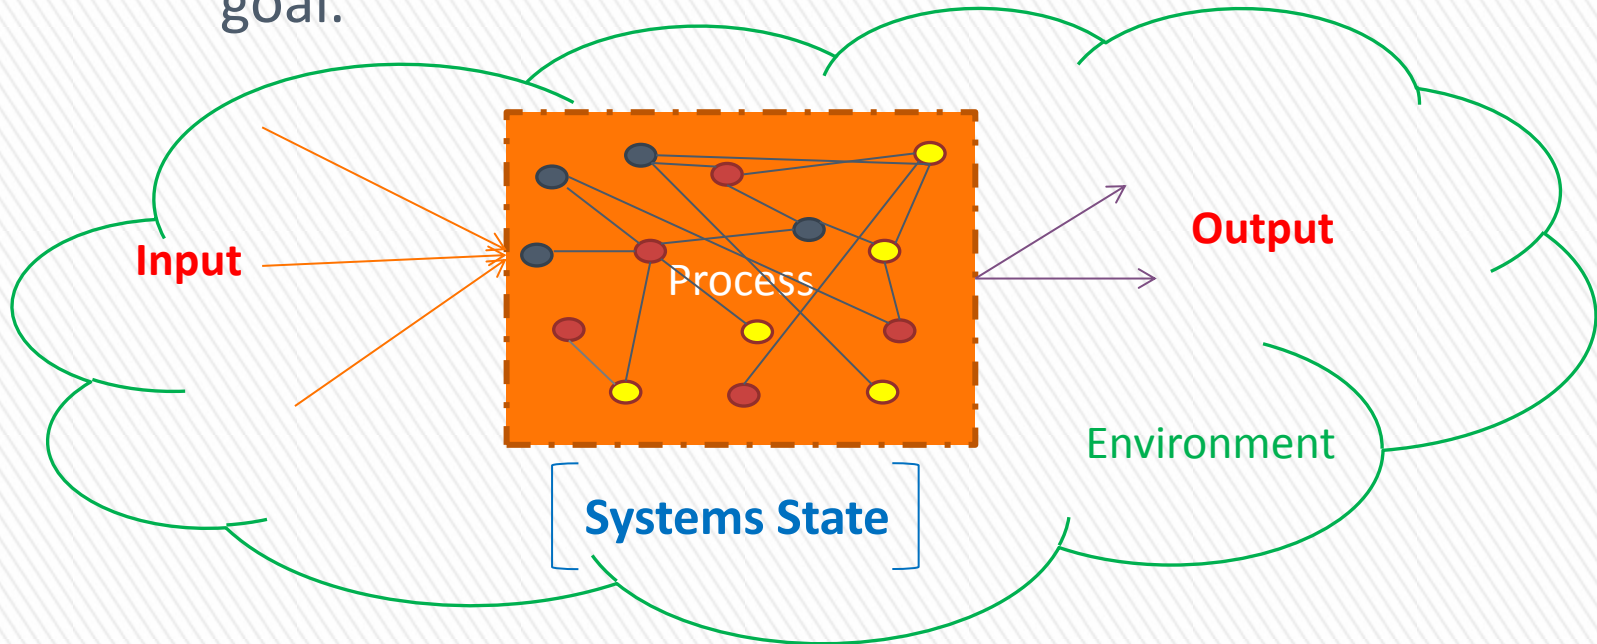 goal.
Input
Process
Output
Environment
Systems State